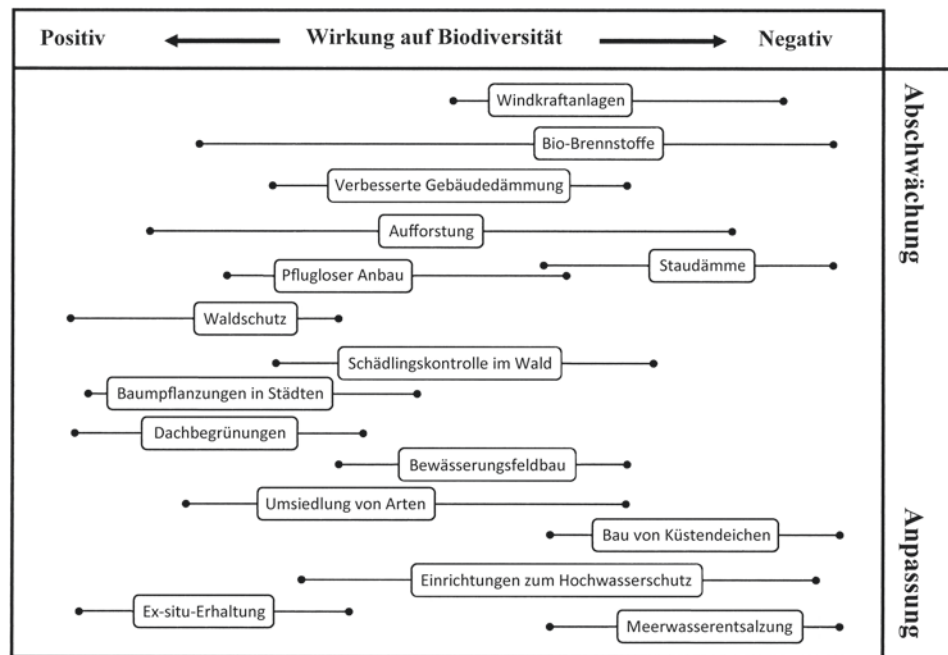 Positiv Wirkung auf Biodiversität Negativ
Windkraftanlagen
Bio-Brennstoffe
Verbesserte Gebäudedämmung
Aufforstung
Staudämme
Pflugloser Anbau
Waldschutz
Schädlingskontrolle im Wald
Baumpflanzungen in Städten
Dachbegrünungen
Bewässerungsfeldbau
Umsiedlung von Arten
Bau von Küstendeichen
Einrichtungen zum Hochwasserschutz
Ex-situ-Erhaltung
Meerwasserentsalzung
Abschwächung
Anpassung